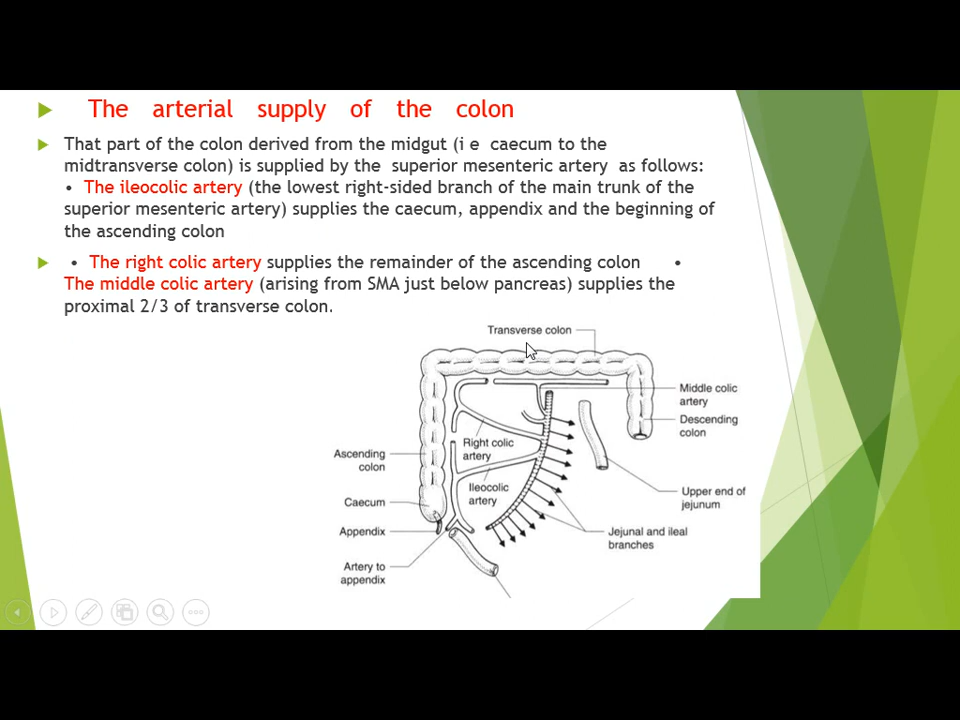 The arterial supply of the colon
That part of the colon derived from the midgut (i e caecum to the
midtransverse colon) is supplied by the superior mesenteric artery as follows:
• The ileocolic artery (the lowest right-sided branch of the main trunk of the
superior mesenteric artery) supplies the caecum, appendix and the beginning of
the ascending colon
• The right colic artery supplies the remainder of the ascending colon •
The middle colic artery (arising from SMA just below pancreas) supplies the
proximal 2/3 of transverse colon.
Transverse colon
Middle colic
artery
Descending
colon
Right colic
artery
Ascending
colon
Ileocolic
artery
Upper end of
jejunum
Caecum
Appendix
Jejunal and ileal
branches
Artery to
appendix